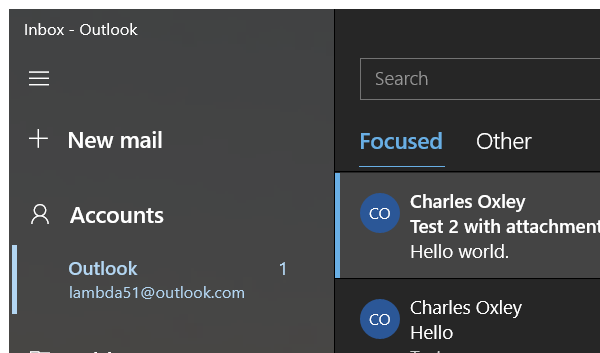 Inbox - Outlook
Search
New mail
Focused
Other
Accounts
CO
Charles Oxley
Test 2 with attachment
Hello world.
Outlook 1
lambda51@outlook.com
CO
Charles Oxley
Hello